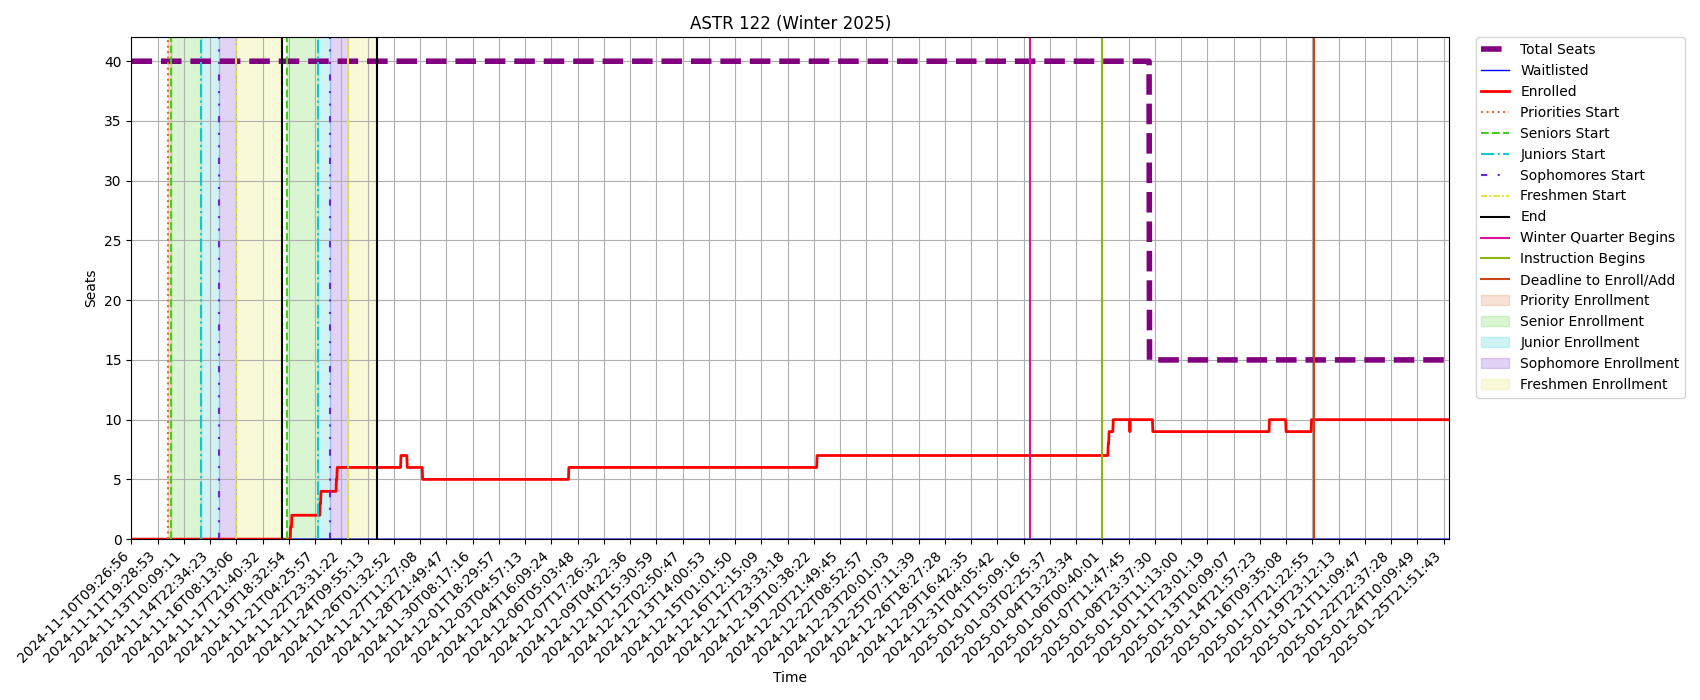 ASTR 122 (Winter 2025)
Seats
40
35
30
25
20
15
10
5
0
2024-11-10T09:26:56
2024-11-11T19:28:53
2024-11-13T10:09:11
2024-11-14T22:34:23
2024-11-16T08:13:06
2024-11-17T21:40:32
2024-11-19T18:32:54
2024-11-21T04:25:57
2024-11-22T23:31:22
2024-11-24T09:55:13
2024-11-26T01:32:52
2024-11-27T11:27:08
2024-11-28T21:49:47
2024-11-30T08:17:16
2024-12-01T18:29:57
2024-12-03T04:57:13
2024-12-04T16:09:24
2024-12-06T05:03:48
2024-12-07T17:26:32
2024-12-09T04:22:36
2024-12-10T15:30:59
2024-12-12T02:50:47
2024-12-13T14:00:53
2024-12-15T01:01:50
2024-12-16T12:15:09
2024-12-17T23:33:18
2024-12-19T10:38:22
2024-12-20T21:49:45
2024-12-22T08:52:57
2024-12-23T20:01:03
2024-12-25T07:11:39
2024-12-26T18:27:28
2024-12-29T16:42:35
2024-12-31T04:05:42
2025-01-01T15:09:16
2025-01-03T02:25:37
2025-01-04T13:23:34
2025-01-06T00:40:01
2025-01-07T11:47:45
2025-01-08T23:37:30
2025-01-10T11:13:00
2025-01-11T23:01:19
2025-01-13T10:09:07
2025-01-14T21:57:23
2025-01-16T09:35:08
2025-01-17T21:22:55
2025-01-19T23:12:13
2025-01-21T11:09:47
2025-01-22T22:37:28
2025-01-24T10:09:49
2025-01-25T21:51:43
Time
Total Seats
Waitlisted
Enrolled
Priorities Start
Seniors Start
Juniors Start
Sophomores Start
Freshmen Start
End
Winter Quarter Begins
Instruction Begins
Deadline to Enroll/Add
Priority Enrollment
Senior Enrollment
Junior Enrollment
Sophomore Enrollment
Freshmen Enrollment